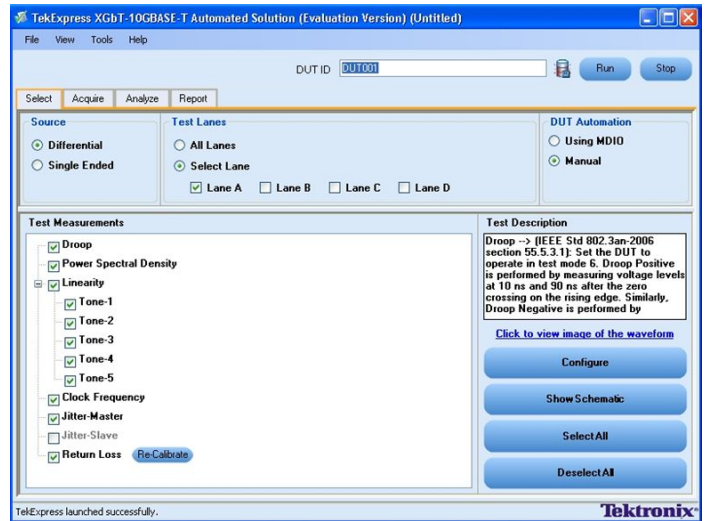 TekExpress XGbT-10GBASE-T Automated Solution (Evaluation Version) (Untitled)
File View Tools Help
DUT ID DUT001 Run Stop
Select Acquire Analyze Report
Source
Differential
Single Ended
Test Lanes
All Lanes
Select Lane
Lane A Lane B Lane C Lane D
DUT Automation
Using MDIO
Manual
Test Measurements
Droop
Power Spectral Density
Linearity
Tone-1
Tone-2
Tone-3
Tone-4
Tone-5
Clock Frequency
Jitter-Master
Jitter-Slave
Return Loss Re-Calibrate
Test Description
Droop --> (IEEE Std 802.3an-2006
section 55.5.3.1): Set the DUT to
operate in test mode 6. Droop Positive
is performed by measuring voltage levels
at 10 ns and 90 ns after the zero
crossing on the rising edge. Similarly,
Droop Negative is performed by
Click to view image of the waveform
Configure
Show Schematic
Select All
Deselect All
TekExpress launched successfully.
Tektronix